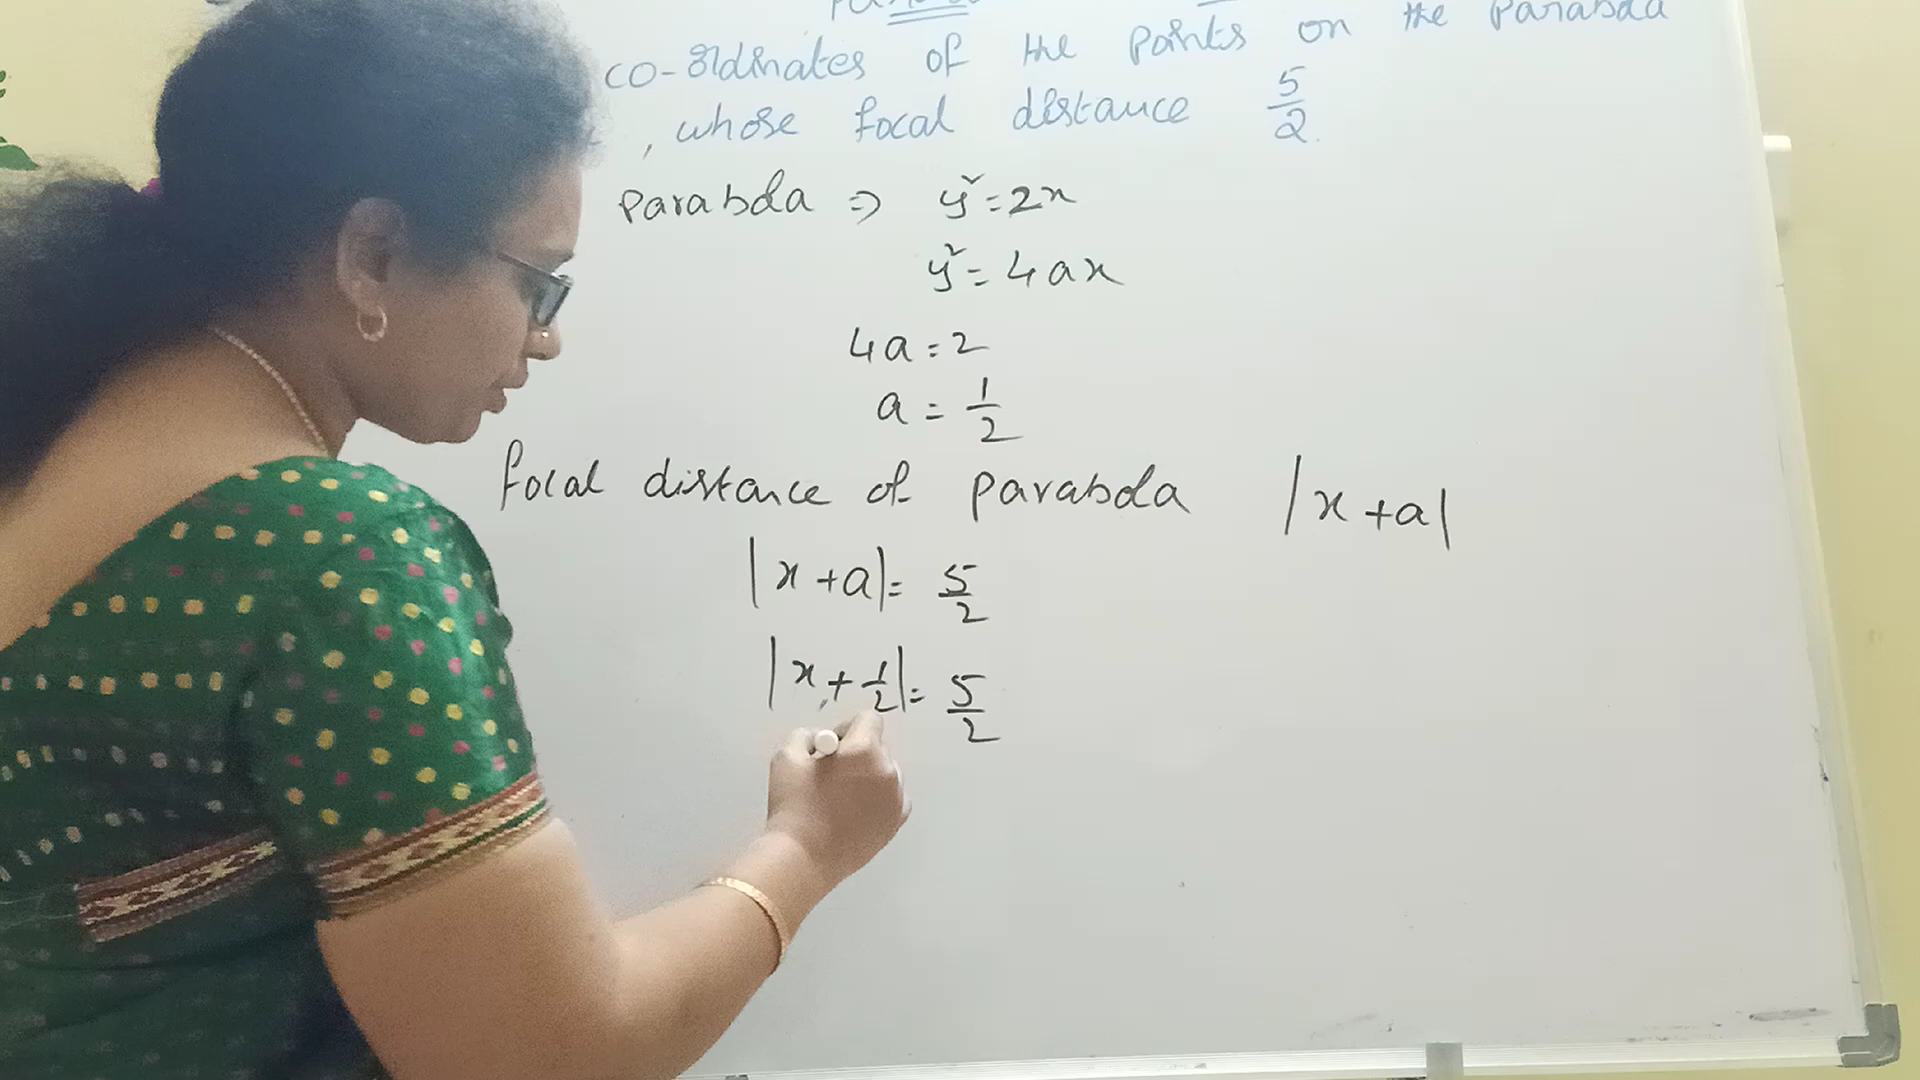 co-ordinates of the points on the parabola
, whose focal distance 5/2.
parabola ⇒ y²=2x
y²=4ax
4a=2
a=1/2
focal distance of parabola |x+a|
|x+a|=5/2
|x+1/2|=5/2